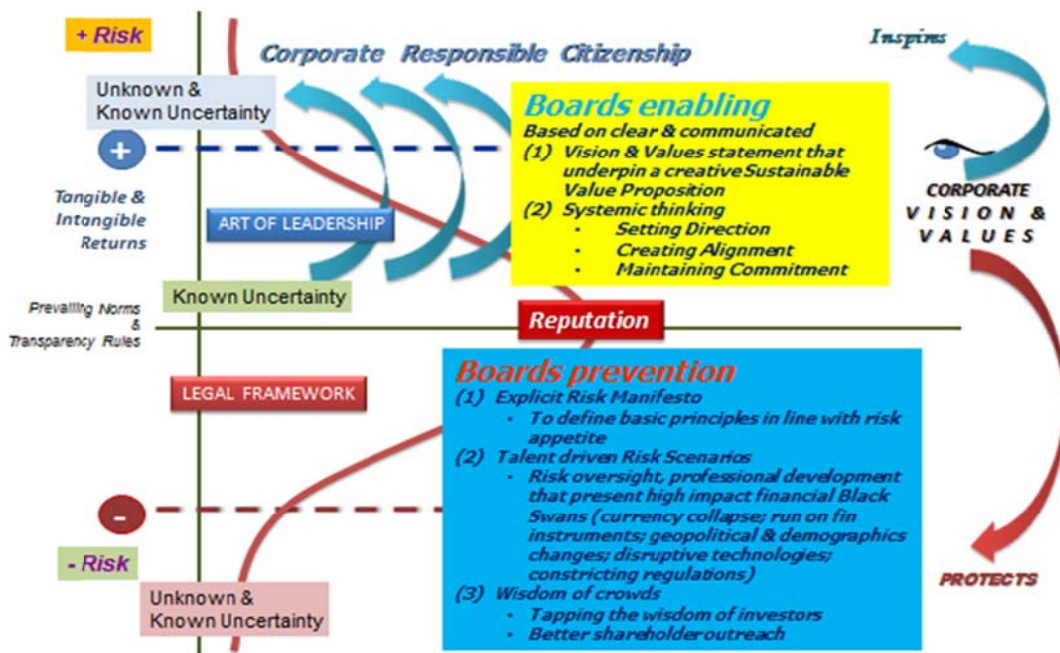 + Risk
Corporate Responsible Citizenship
Inspires
Unknown &
Known Uncertainty
+
Tangible &
Intangible
Returns
ART OF LEADERSHIP
Known Uncertainty
Prevailing Norms
&
Transparency Rules
Boards enabling
Based on clear & communicated
(1) Vision & Values statement that
underpin a creative Sustainable
Value Proposition
(2) Systemic thinking
• Setting Direction
• Creating Alignment
• Maintaining Commitment
CORPORATE
VISION &
VALUES
Reputation
LEGAL FRAMEWORK
Boards prevention
(1) Explicit Risk Manifesto
• To define basic principles in line with risk
appetite
(2) Talent driven Risk Scenarios
• Risk oversight, professional development
that present high impact financial Black
Swans (currency collapse; run on fin
instruments; geopolitical & demographics
changes; disruptive technologies;
constricting regulations)
(3) Wisdom of crowds
• Tapping the wisdom of investors
• Better shareholder outreach
-
- Risk
Unknown &
Known Uncertainty
PROTECTS